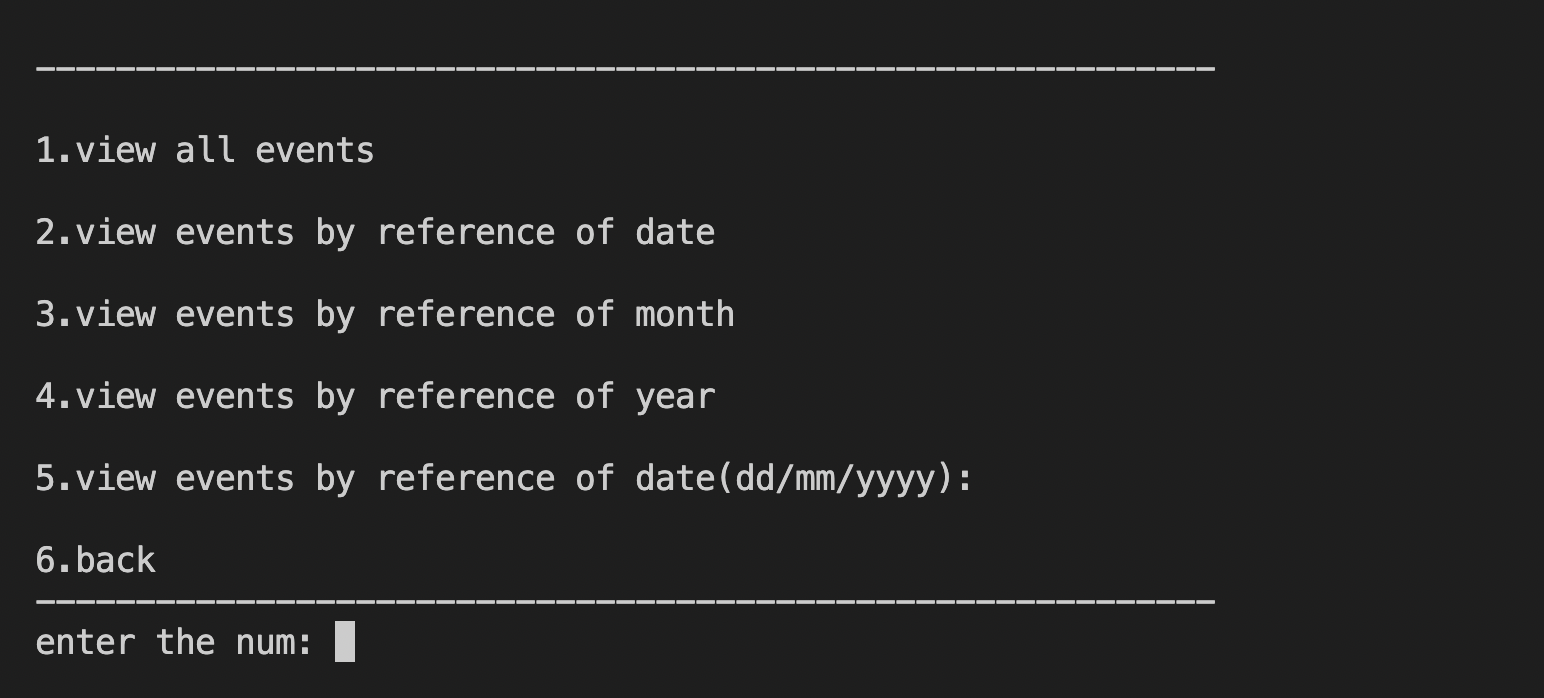 -----------------------------------------------------------
1.view all events
2.view events by reference of date
3.view events by reference of month
4.view events by reference of year
5.view events by reference of date(dd/mm/yyyy):
6.back
-----------------------------------------------------------
enter the num: